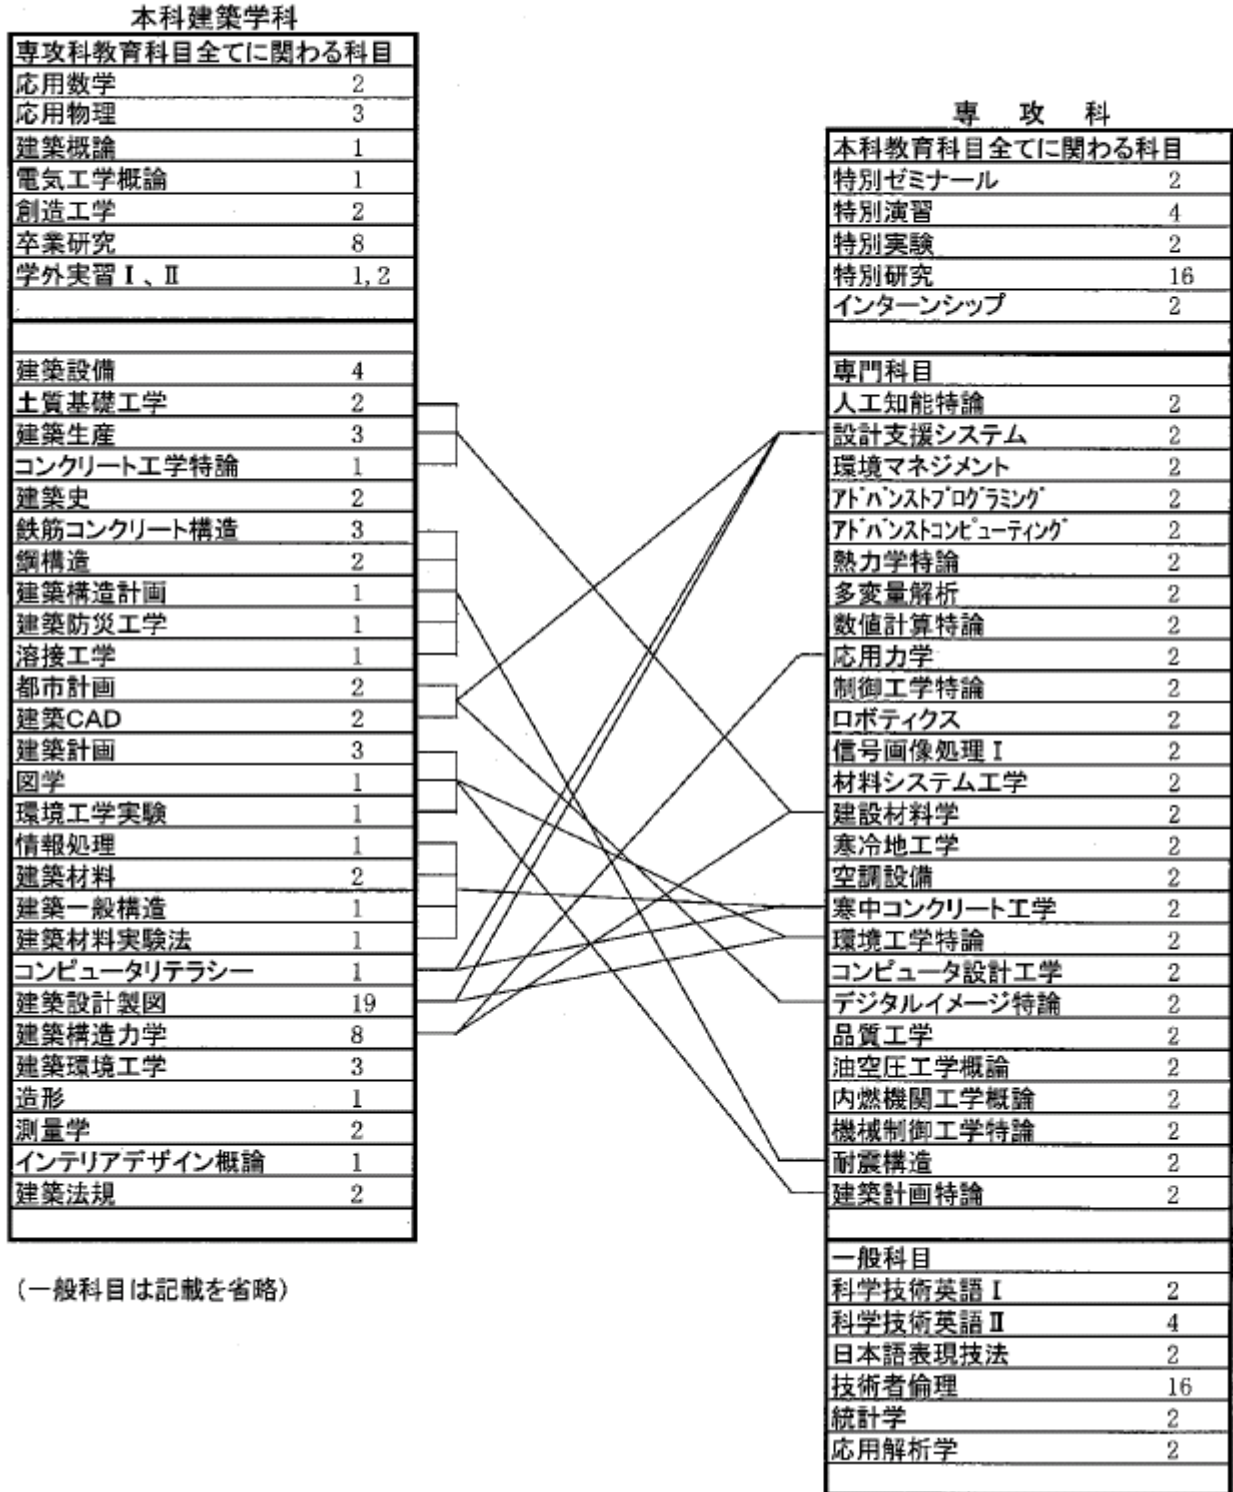 本科建築学科
専攻科教育科目全てに関わる科目
応用数学 2
応用物理 3
建築概論 1
電気工学概論 1
創造工学 2
卒業研究 8
学外実習Ⅰ、Ⅱ 1,2
建築設備 4
土質基礎工学 2
建築生産 3
コンクリート工学特論 1
建築史 2
鉄筋コンクリート構造 3
鋼構造 2
建築構造計画 1
建築防災工学 1
溶接工学 1
都市計画 2
建築CAD 2
建築計画 3
図学 1
環境工学実験 1
情報処理 1
建築材料 2
建築一般構造 1
建築材料実験法 1
コンピュータリテラシー 1
建築設計製図 19
建築構造力学 8
建築環境工学 3
造形 1
測量学 2
インテリアデザイン概論 1
建築法規 2
（一般科目は記載を省略）
専 攻 科
本科教育科目全てに関わる科目
特別ゼミナール 2
特別演習 4
特別実験 2
特別研究 16
インターンシップ 2
専門科目
人工知能特論 2
設計支援システム 2
環境マネジメント 2
ｱﾄﾞﾊﾞﾝｽﾄﾌﾟﾛｸﾞﾗﾐﾝｸﾞ 2
ｱﾄﾞﾊﾞﾝｽﾄｺﾝﾋﾟｭｰﾃｨﾝｸﾞ 2
熱力学特論 2
多変量解析 2
数値計算特論 2
応用力学 2
制御工学特論 2
ロボティクス 2
信号画像処理Ⅰ 2
材料システム工学 2
建設材料学 2
寒冷地工学 2
空調設備 2
寒中コンクリート工学 2
環境工学特論 2
コンピュータ設計工学 2
デジタルイメージ特論 2
品質工学 2
油空圧工学概論 2
内燃機関工学概論 2
機械制御工学特論 2
耐震構造 2
建築計画特論 2
一般科目
科学技術英語Ⅰ 2
科学技術英語Ⅱ 4
日本語表現技法 2
技術者倫理 16
統計学 2
応用解析学 2